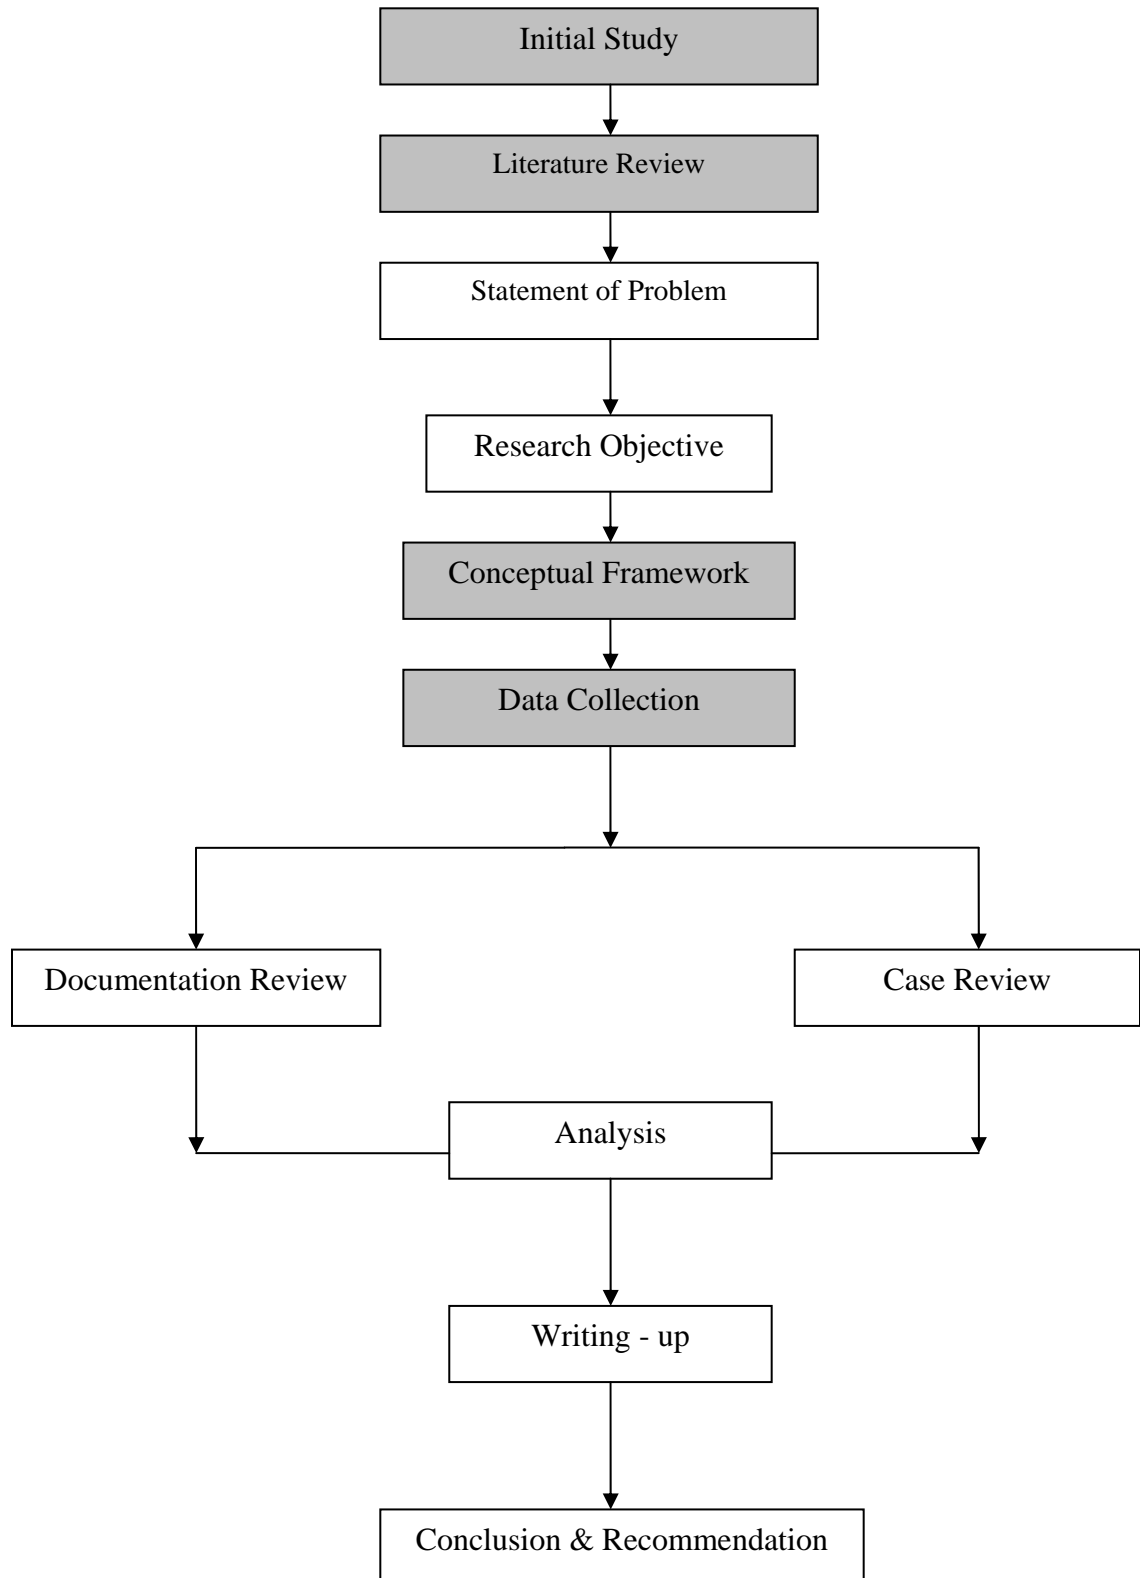 Initial Study
Literature Review
Statement of Problem
Research Objective
Conceptual Framework
Data Collection
Documentation Review
Case Review
Analysis
Writing - up
Conclusion & Recommendation